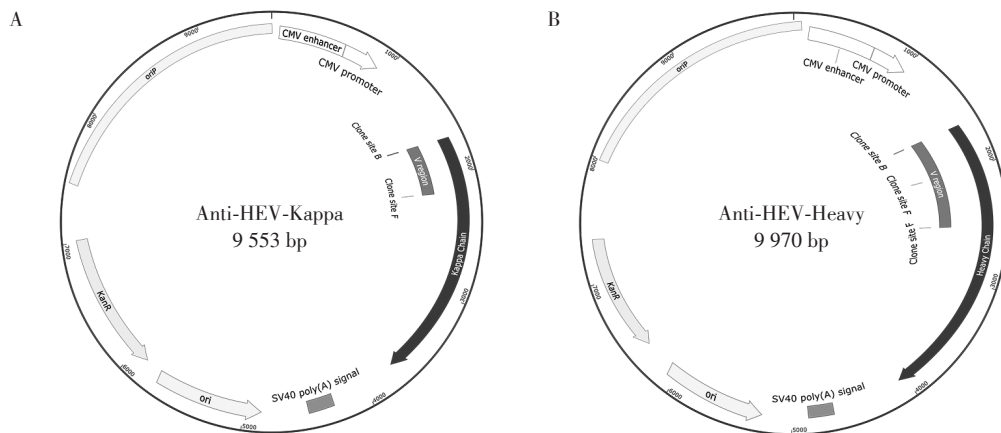 A
9000
1000
CMV enhancer
CMV promoter
oriP
8000
Clone site B
V region
2000
Clone site F
Anti-HEV-Kappa
9 553 bp
Kappa Chain
7000
KanR
3000
6000
SV40 poly(A) signal
ori
4000
5000
B
9000
1000
CMV promoter
CMV enhancer
oriP
8000
Clone site B
V region
2000
Clone site F
Clone site F
Anti-HEV-Heavy
9 970 bp
Heavy Chain
7000
KanR
3000
6000
SV40 poly(A) signal
ori
4000
5000